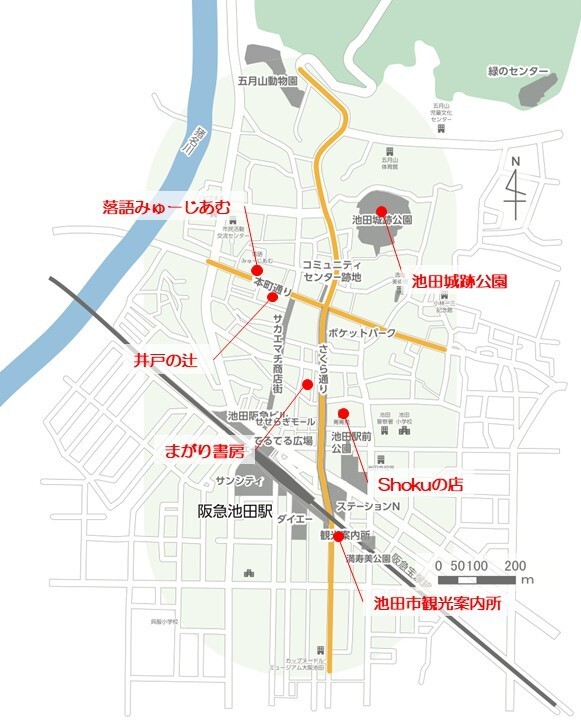 五月山動物園
緑のセンター
五月山
児童文化
センター
猪名川
五月山
体育館
N
落語みゅーじあむ
池田城跡公園
市民活動
交流センター
コミュニティ
センター跡地
池田城跡公園
落語
みゅーじあむ
本町通り
小林一三
記念館
井戸の辻
サカエマチ商店街
さくら通り
ポケットパーク
池田阪急ビル
せせらぎモール
てるてる広場
池田
警察署
池田
小学校
池田駅前
公園
まがり書房
サンシティ
Shokuの店
阪急池田駅
ダイエー
ステーションN
観光案内所
満寿美公園
0 50 100 200
m
池田市観光案内所
呉服小学校
カップヌードル
ミュージアム大阪池田